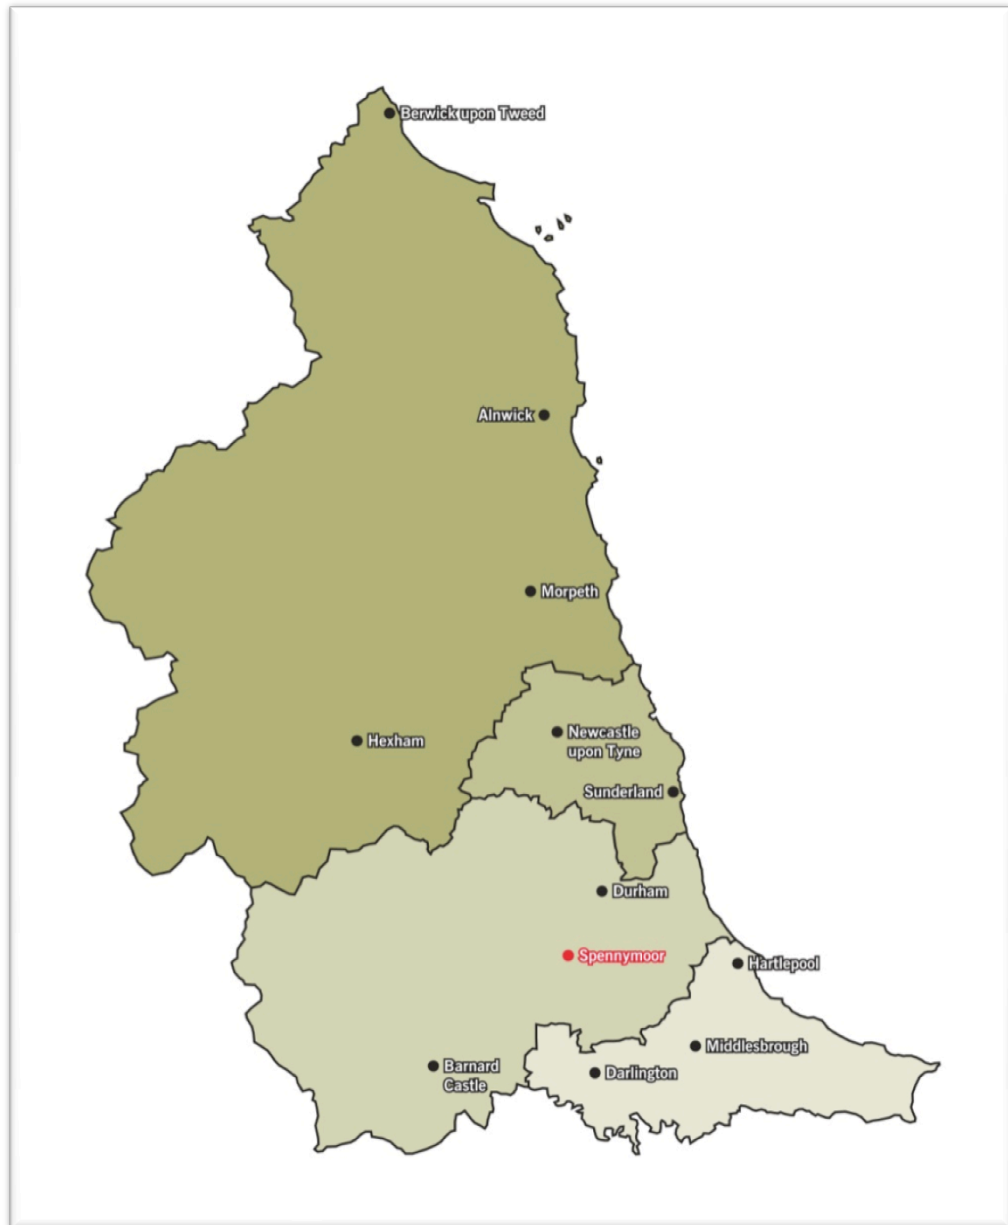 Berwick upon Tweed
Alnwick
Morpeth
Newcastle
upon Tyne
Hexham
Sunderland
Durham
Spennymoor
Hartlepool
Middlesbrough
Barnard
Castle
Darlington